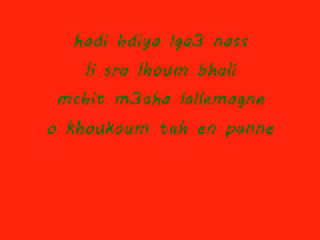 hadi hdiya lga3 nass
li sra lhoum bhali
mchit m3aha lallemagne
o khoukoum tah en panne